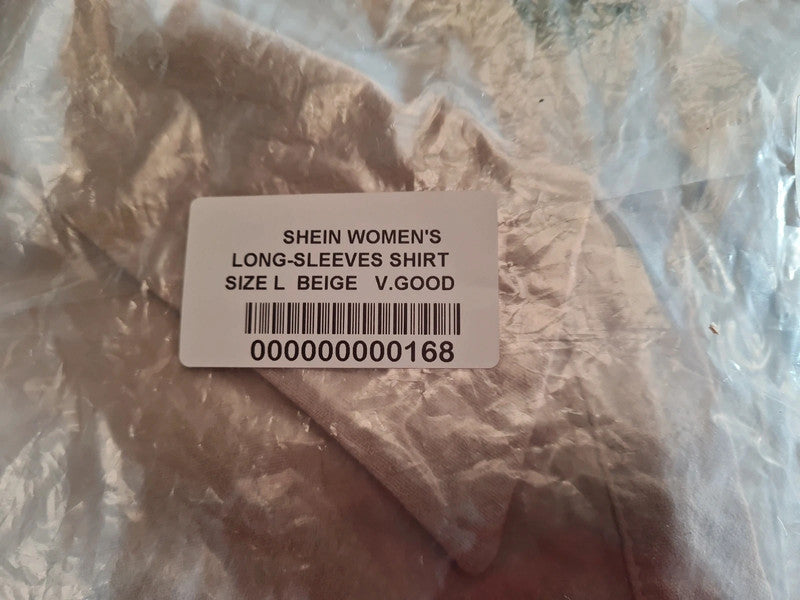 SHEIN WOMEN'S
LONG-SLEEVES SHIRT
SIZE L BEIGE V.GOOD
000000000168